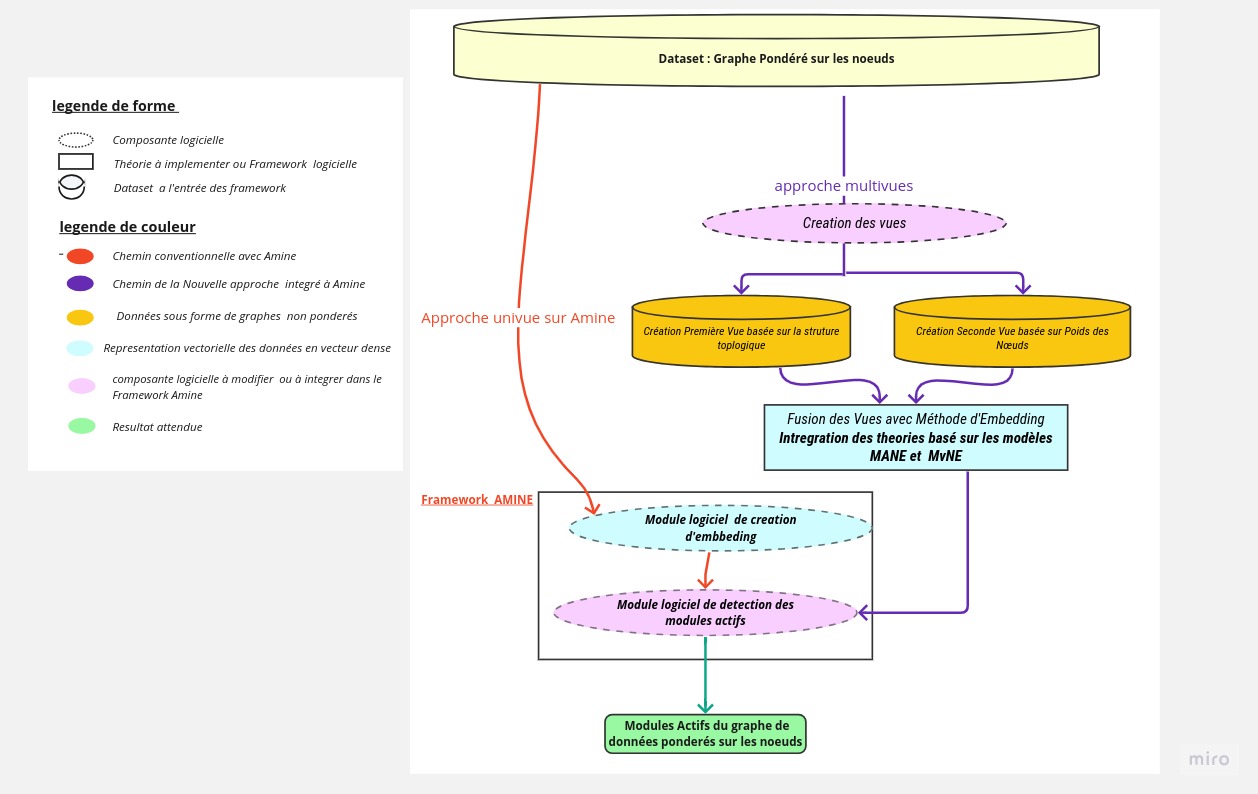 legende de forme
Composante logicielle
Théorie à implementer ou Framework logicielle
Dataset a l'entrée des framework
legende de couleur
Chemin conventionnelle avec Amine
Chemin de la Nouvelle approche integré à Amine
Données sous forme de graphes non ponderés
Representation vectorielle des données en vecteur dense
composante logicielle à modifier ou à integrer dans le
Framework Amine
Resultat attendue
Dataset : Graphe Pondéré sur les noeuds
approche multivues
Creation des vues
Approche univue sur Amine
Création Première Vue basée sur la struture
toplogique
Création Seconde Vue basée sur Poids des
Nœuds
Fusion des Vues avec Méthode d'Embedding
Intregration des theories basé sur les modèles
MANE et MvNE
Framework AMINE
Module logiciel de creation
d'embbeding
Module logiciel de detection des
modules actifs
Modules Actifs du graphe de
données ponderés sur les noeuds
miro